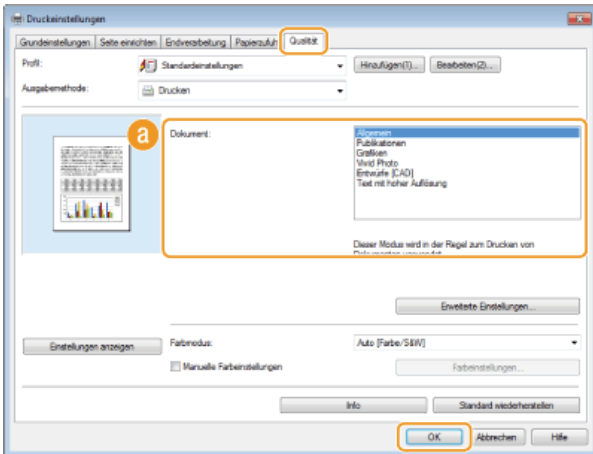 Druckeinstellungen
Grundeinstellungen Seite einrichten Endverarbeitung Papierzufuhr Qualität
Profil: Standardeinstellungen Hinzufügen(1)... Bearbeiten(2)...
Ausgabemethode: Drucken
a
Dokument: Allgemein
Publikationen
Grafiken
Vivid Photo
Entwürfe [CAD]
Text mit hoher Auflösung
Dieser Modus wird in der Regel zum Drucken von
Erweiterte Einstellungen...
Einstellungen anzeigen Farbmodus: Auto [Farbe/S&W]
Manuelle Farbeinstellungen Farbeinstellungen...
Info Standard wiederherstellen
OK Abbrechen Hilfe